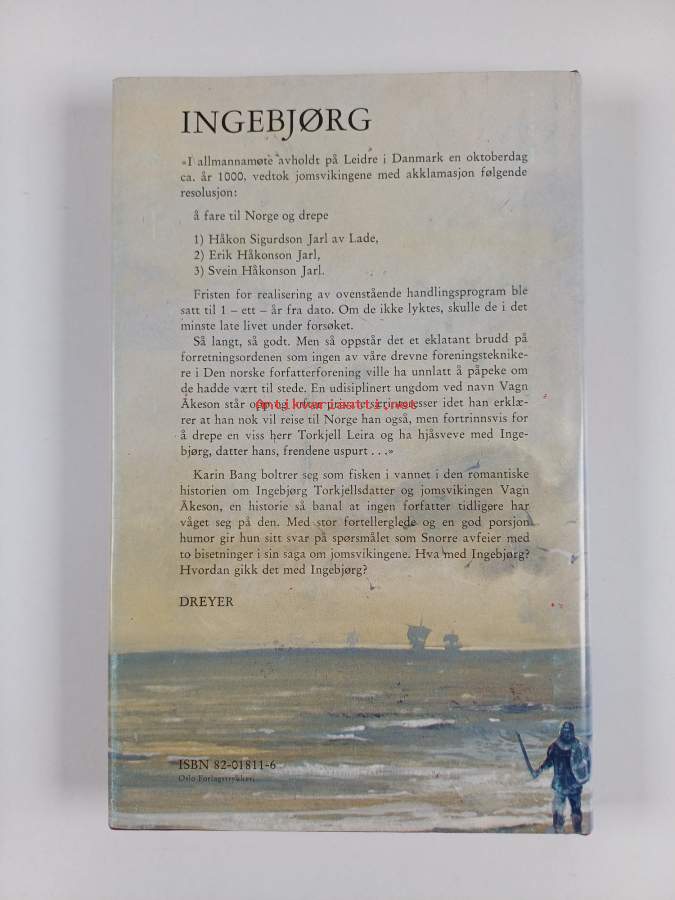 INGEBJØRG
«I allmannamøte avholdt på Leidre i Danmark en oktoberdag
ca. år 1000, vedtok jomsvikingene med akklamasjon følgende
resolusjon:
å fare til Norge og drepe
1) Håkon Sigurdson Jarl av Lade,
2) Erik Håkonson Jarl,
3) Svein Håkonson Jarl.
Fristen for realisering av ovenstående handlingsprogram ble
satt til 1 – ett – år fra dato. Om de ikke lyktes, skulle de i det
minste late livet under forsøket.
Så langt, så godt. Men så oppstår det et eklatant brudd på
forretningsordenen som ingen av våre drevne foreningsteknike-
re i Den norske forfatterforening ville ha unnlatt å påpeke om
de hadde vært til stede. En udisiplinert ungdom ved navn Vagn
Åkeson står opp og særinteresser idet han erklæ-
rer at han nok vil reise til Norge han også, men fortrinnsvis for
å drepe en viss herr Torkjell Leira og ha hjåsveve med Inge-
bjørg, datter hans, frendene uspurt . . .»
Karin Bang boltrer seg som fisken i vannet i den romantiske
historien om Ingebjørg Torkjellsdatter og jomsvikingen Vagn
Åkeson, en historie så banal at ingen forfatter tidligere har
våget seg på den. Med stor fortellerglede og en god porsjon
humor gir hun sitt svar på spørsmålet som Snorre avfeier med
to bisetninger i sin saga om jomsvikingene. Hva med Ingebjørg?
Hvordan gikk det med Ingebjørg?
DREYER
ISBN 82-01811-6
Oslo Forlagstrykkeri